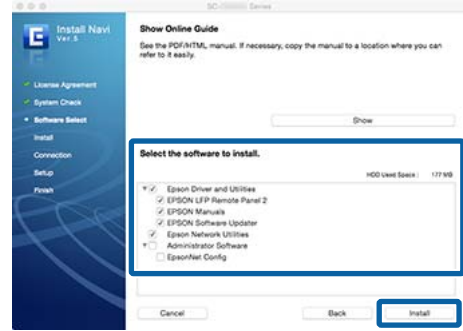 SC- Series
Install Navi
Ver.5
License Agreement
System Check
Software Select
Install
Connection
Setup
Finish
Show Online Guide
See the PDF/HTML manual. If necessary, copy the manual to a location where you can
refer to it easily.
Show
Select the software to install.
HDD Used Space : 177 MB
Epson Driver and Utilities
EPSON LFP Remote Panel 2
EPSON Manuals
EPSON Software Updater
Epson Network Utilities
Administrator Software
EpsonNet Config
Cancel
Back
Install